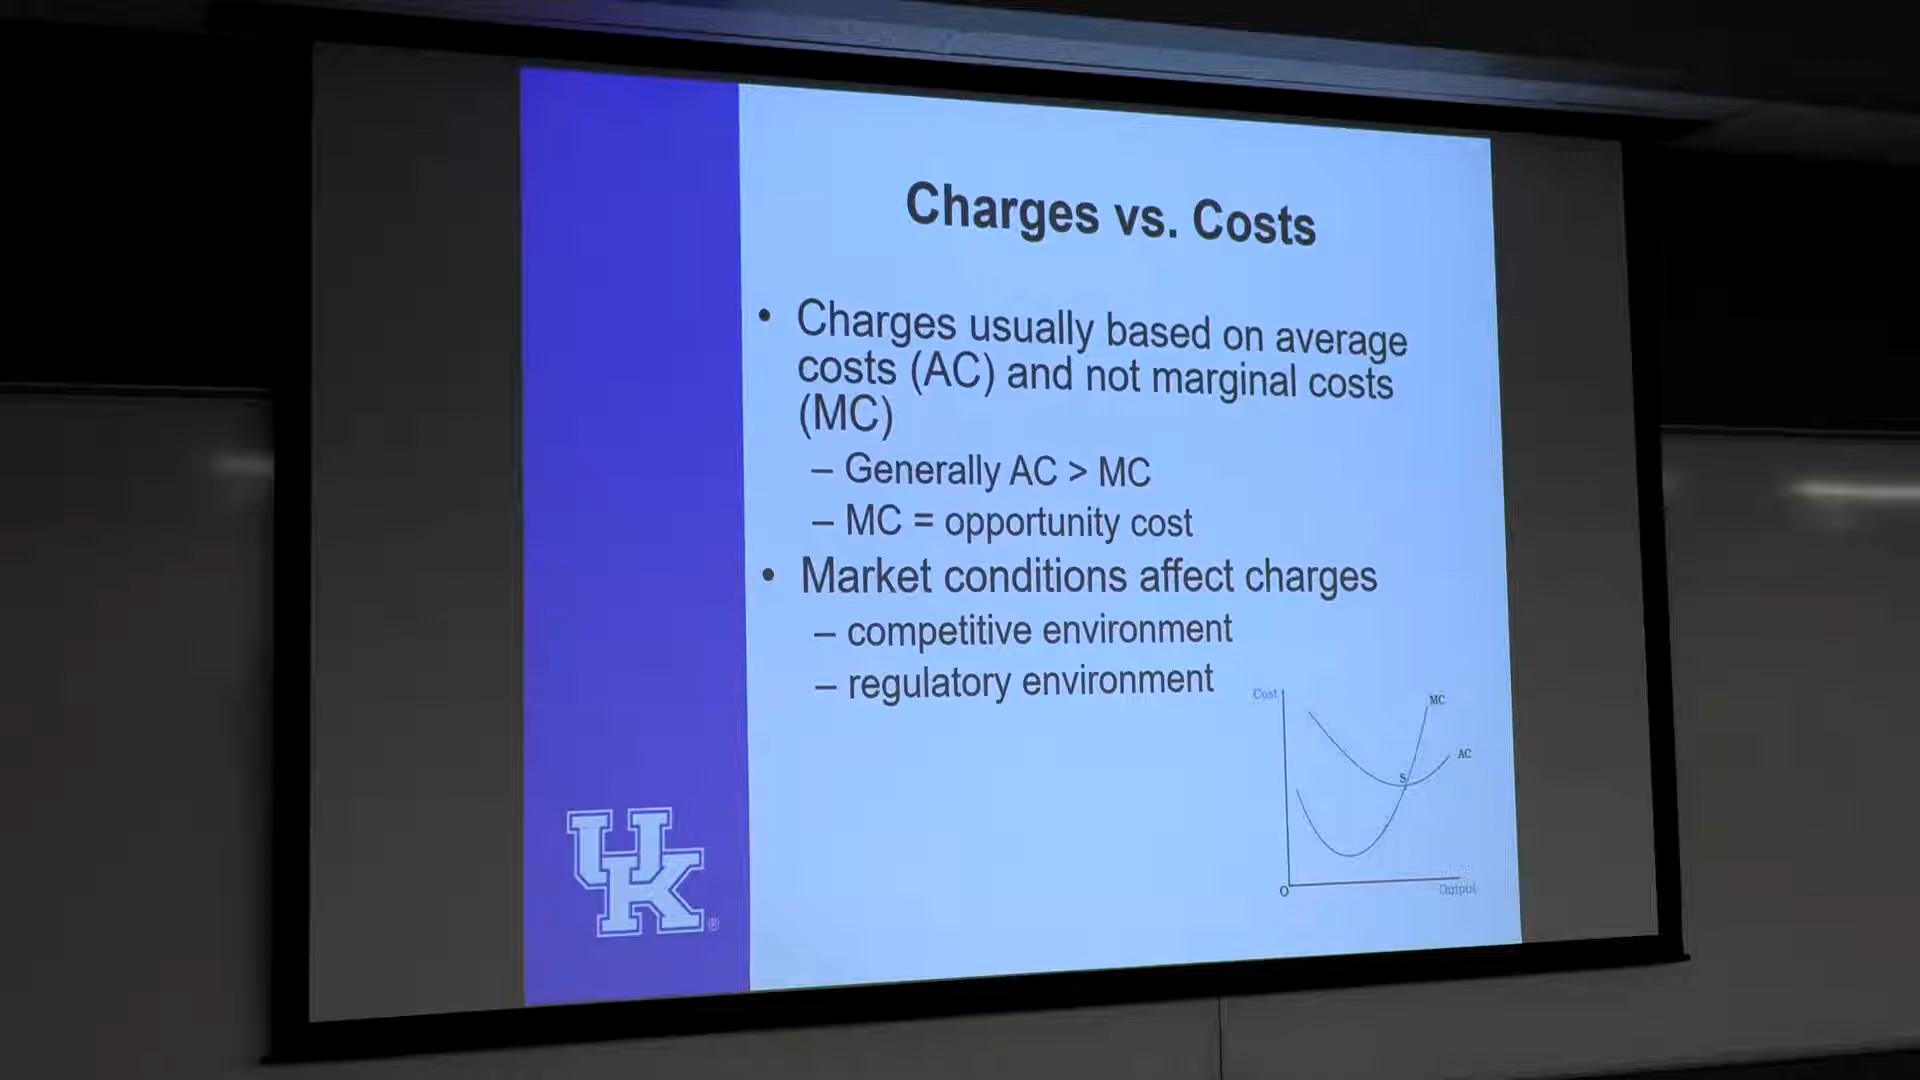 Charges vs. Costs
• Charges usually based on average
costs (AC) and not marginal costs
(MC)
– Generally AC > MC
– MC = opportunity cost
• Market conditions affect charges
– competitive environment
– regulatory environment
Cost
MC
AC
S
O
Output
UK®